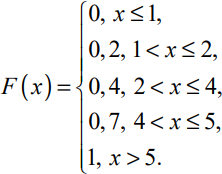 0, x ≤ 1,
0,2, 1 < x ≤ 2,
F(x) = { 0,4, 2 < x ≤ 4,
0,7, 4 < x ≤ 5,
1, x > 5.